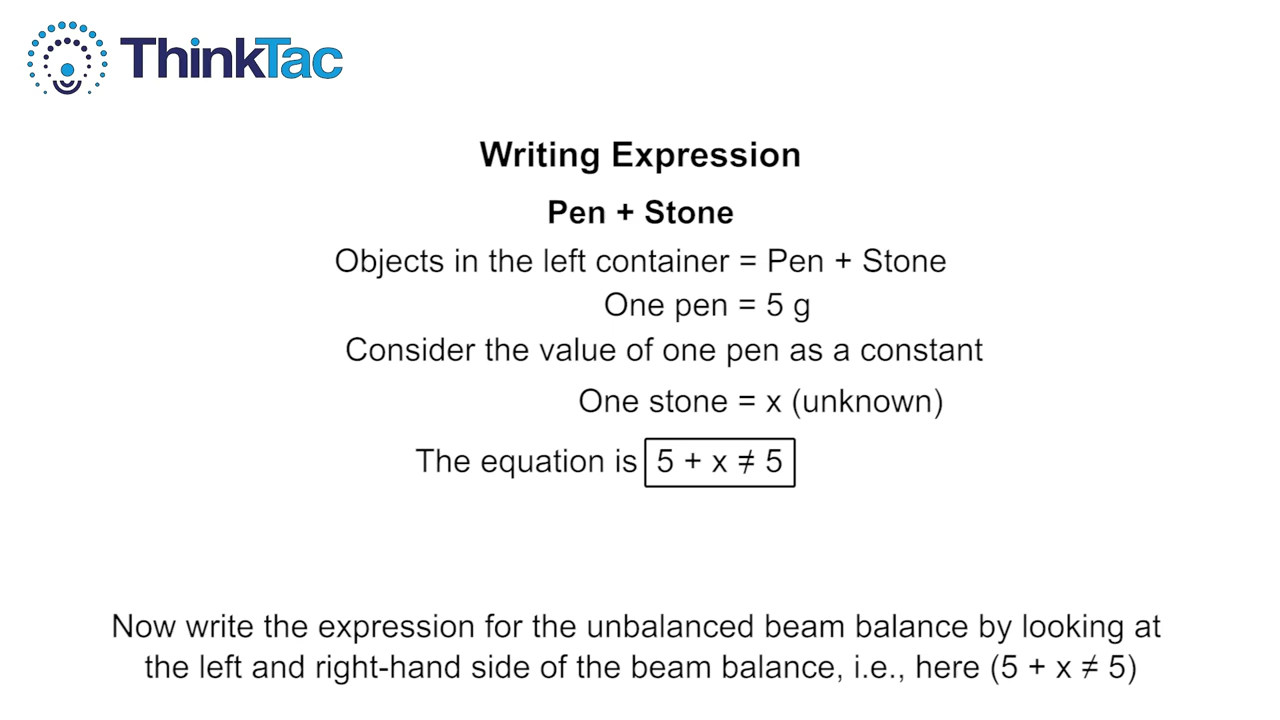 ThinkTac
Writing Expression
Pen + Stone
Objects in the left container = Pen + Stone
One pen = 5 g
Consider the value of one pen as a constant
One stone = x (unknown)
The equation is 5 + x ≠ 5
Now write the expression for the unbalanced beam balance by looking at
the left and right-hand side of the beam balance, i.e., here (5 + x ≠ 5)